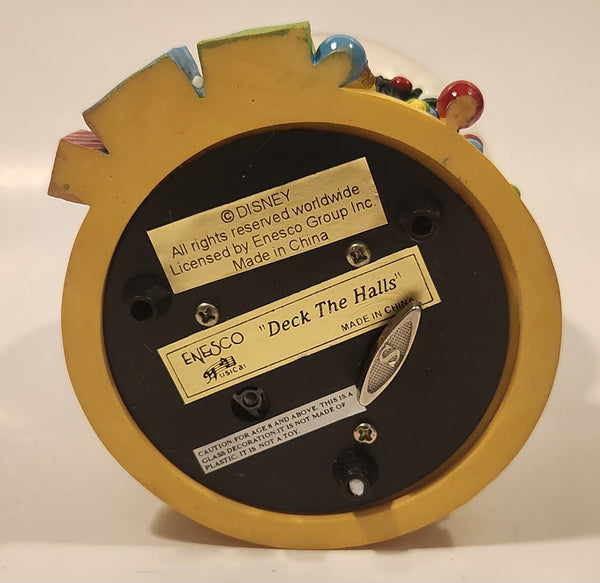 © DISNEY
All rights reserved worldwide
Licensed by Enesco Group Inc.
Made in China
ENESCO
Musical
"Deck The Halls"
MADE IN CHINA
S
CAUTION:FOR AGE 8 AND ABOVE. THIS IS A
GLASS DECORATION.IT IS NOT MADE OF
PLASTIC. IT IS NOT A TOY.